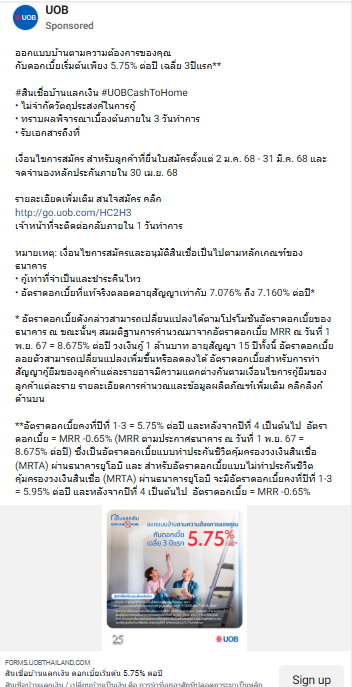 UOB
Sponsored
ออกแบบบ้านตามความต้องการของคุณ
กับดอกเบี้ยเริ่มต้นเพียง 5.75% ต่อปี เฉลี่ย 3ปีแรก**
#สินเชื่อบ้านแลกเงิน #UOBCashToHome
• ไม่จำกัดวัตถุประสงค์ในการกู้
• ทราบผลพิจารณาเบื้องต้นภายใน 3 วันทำการ
• รับเอกสารถึงที่
เงื่อนไขการสมัคร สำหรับลูกค้าที่ยื่นใบสมัครตั้งแต่ 2 ม.ค. 68 - 31 มี.ค. 68 และ
จดจำนองหลักประกันภายใน 30 เม.ย. 68
รายละเอียดเพิ่มเติม สนใจสมัคร คลิก
http://go.uob.com/HC2H3
เจ้าหน้าที่จะติดต่อกลับภายใน 1 วันทำการ
หมายเหตุ: เงื่อนไขการสมัครและอนุมัติสินเชื่อเป็นไปตามหลักเกณฑ์ของ
ธนาคาร
• กู้เท่าที่จำเป็นและชำระคืนไหว
• อัตราดอกเบี้ยที่แท้จริงตลอดอายุสัญญาเท่ากับ 7.076% ถึง 7.160% ต่อปี*
* อัตราดอกเบี้ยดังกล่าวสามารถเปลี่ยนแปลงได้ตามโปรโมชันอัตราดอกเบี้ยของ
ธนาคาร ณ ขณะนั้นๆ สมมติฐานการคำนวณมาจากอัตราดอกเบี้ย MRR ณ วันที่ 1
พ.ย. 67 = 8.675% ต่อปี วงเงินกู้ 1 ล้านบาท อายุสัญญา 15 ปีทั้งนี้ อัตราดอกเบี้ย
ลอยตัวสามารถเปลี่ยนแปลงเพิ่มขึ้นหรือลดลงได้ อัตราดอกเบี้ยสำหรับการทำ
สัญญากู้ยืมของลูกค้าแต่ละรายอาจมีความแตกต่างกันตามเงื่อนไขการกู้ยืมของ
ลูกค้าแต่ละราย รายละเอียดการคำนวณและข้อมูลผลิตภัณฑ์เพิ่มเติม คลิกลิงก์
ด้านบน
**อัตราดอกเบี้ยคงที่ปีที่ 1-3 = 5.75% ต่อปี และหลังจากปีที่ 4 เป็นต้นไป อัตรา
ดอกเบี้ย = MRR -0.65% (MRR ตามประกาศธนาคาร ณ วันที่ 1 พ.ย. 67 =
8.675% ต่อปี) ซึ่งเป็นอัตราดอกเบี้ยแบบทำประกันชีวิตคุ้มครองวงเงินสินเชื่อ
(MRTA) ผ่านธนาคารยูโอบี และ สำหรับอัตราดอกเบี้ยแบบไม่ทำประกันชีวิต
คุ้มครองวงเงินสินเชื่อ (MRTA) ผ่านธนาคารยูโอบี จะมีอัตราดอกเบี้ยคงที่ปีที่ 1-3
= 5.95% ต่อปี และหลังจากปีที่ 4 เป็นต้นไป อัตราดอกเบี้ย = MRR -0.65%
บ้านแลกเงิน
ออกแบบบ้านตามความต้องการของคุณ
กับดอกเบี้ย
เฉลี่ย 3 ปีแรก
5.75%
25
UOB
FORMS.UOBTHAILAND.COM
สินเชื่อบ้านแลกเงิน ดอกเบี้ยเริ่มต้น 5.75% ต่อปี
Sign up